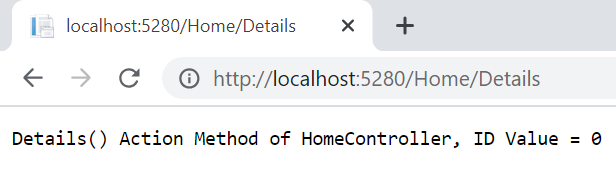 localhost:5280/Home/Details
http://localhost:5280/Home/Details
Details() Action Method of HomeController, ID Value = 0